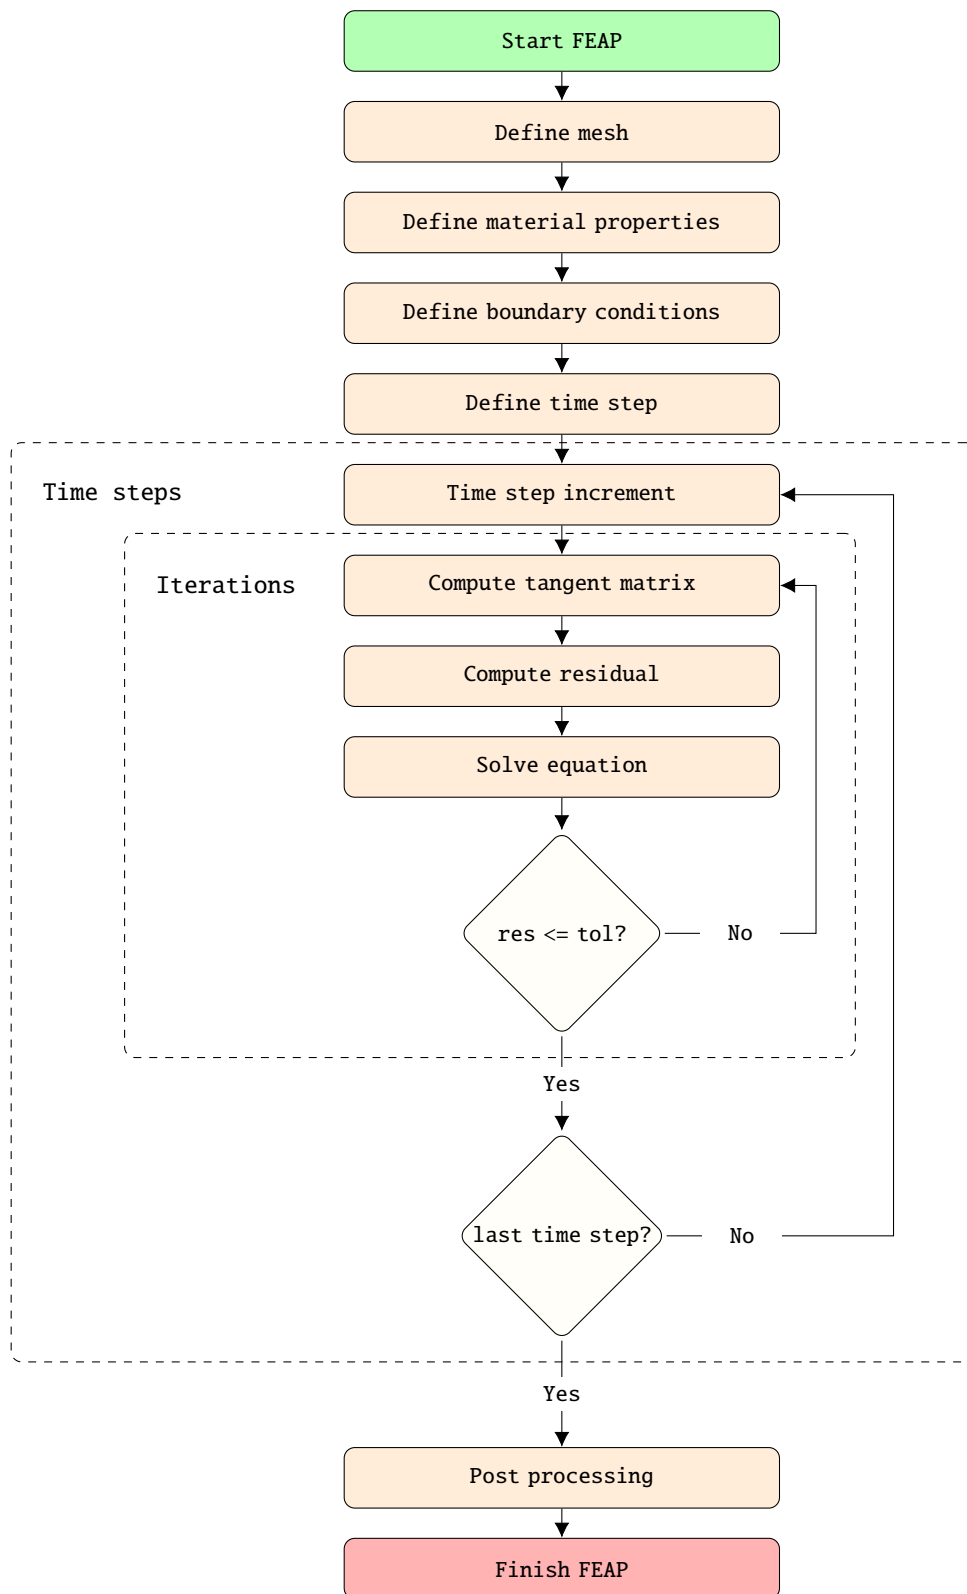 Start FEAP
Define mesh
Define material properties
Define boundary conditions
Define time step
Time steps
Time step increment
Iterations
Compute tangent matrix
Compute residual
Solve equation
res <= tol?
No
Yes
last time step?
No
Yes
Post processing
Finish FEAP